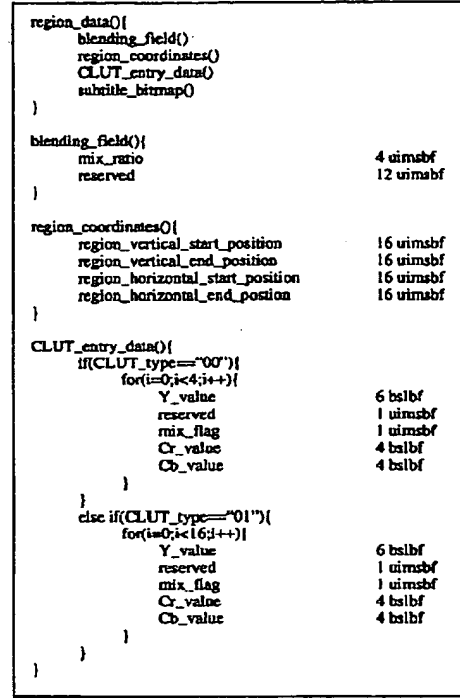 region_data(){
blending_field()
region_coordinates()
CLUT_entry_data()
subtitle_bitmap()
}
blending_field(){
mix_ratio 4 uimsbf
reserved 12 uimsbf
}
region_coordinates(){
region_vertical_start_position 16 uimsbf
region_vertical_end_position 16 uimsbf
region_horizontal_start_position 16 uimsbf
region_horizontal_end_postion 16 uimsbf
}
CLUT_entry_data(){
if(CLUT_type=="00"){
for(i=0;i<4;i++){
Y_value 6 bslbf
reserved 1 uimsbf
mix_flag 1 uimsbf
Cr_value 4 bslbf
Cb_value 4 bslbf
}
}
else if(CLUT_type=="01"){
for(i=0;i<16;i++){
Y_value 6 bslbf
reserved 1 uimsbf
mix_flag 1 uimsbf
Cr_value 4 bslbf
Cb_value 4 bslbf
}
}
}